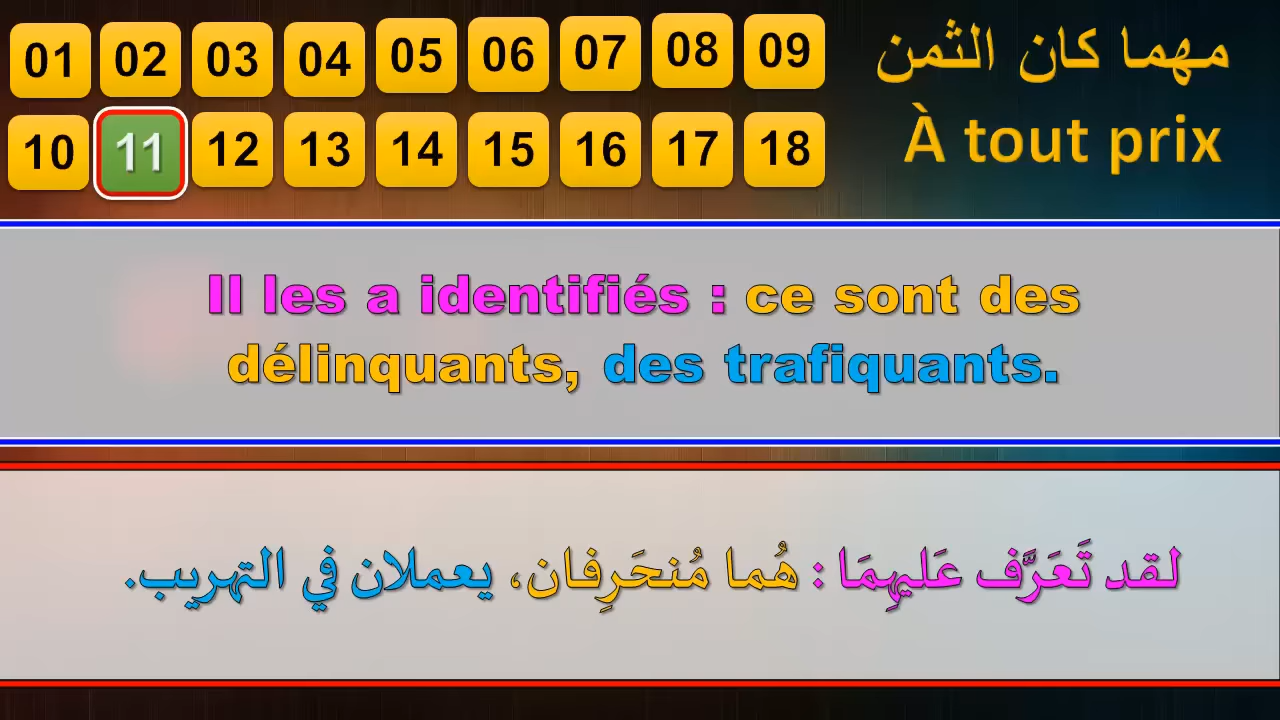 01 02 03 04 05 06 07 08 09
10 11 12 13 14 15 16 17 18
مهما كان الثمن
À tout prix
Il les a identifiés : ce sont des
délinquants, des trafiquants.
لقد تَعَرَّف عَليهِمَا : هُما مُنحَرِفان، يعملان في التهريب.